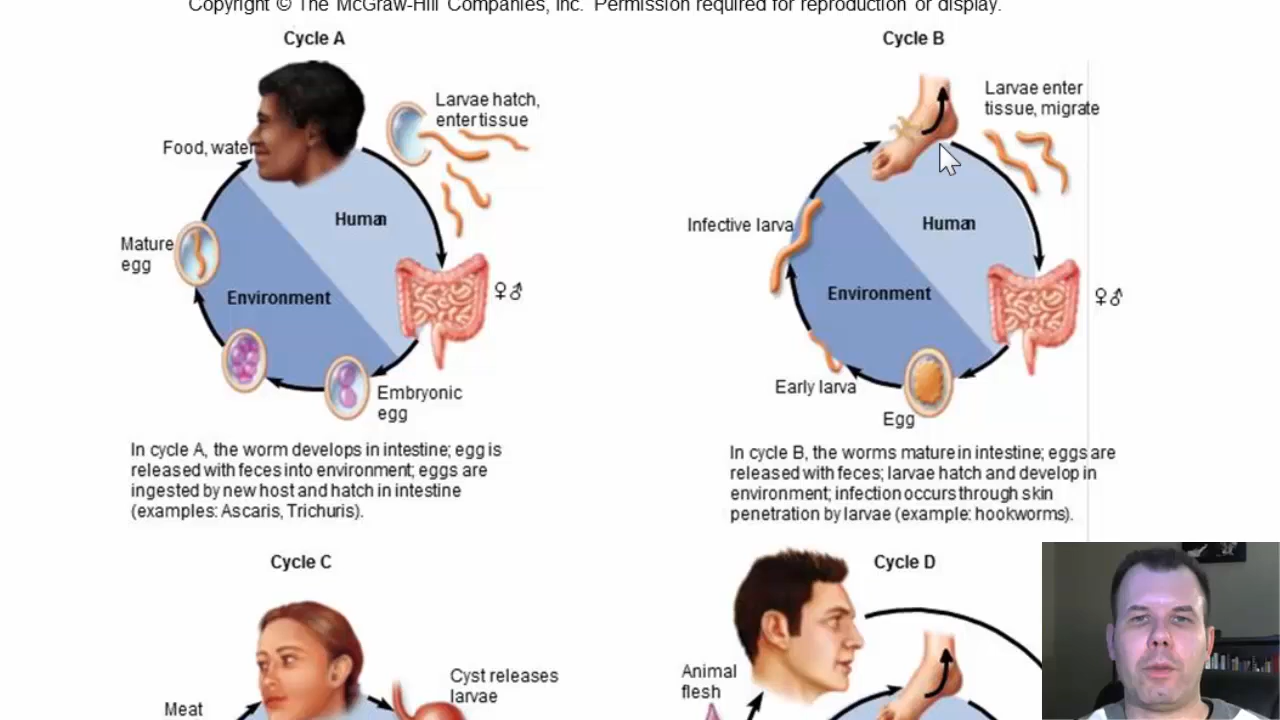 Copyright © The McGraw-Hill Companies, Inc. Permission required for reproduction or display.
Cycle A
Larvae hatch,
enter tissue
Food, water
Human
Mature
egg
Environment
♀♂
Embryonic
egg
In cycle A, the worm develops in intestine; egg is
released with feces into environment; eggs are
ingested by new host and hatch in intestine
(examples: Ascaris, Trichuris).
Cycle B
Larvae enter
tissue, migrate
Infective larva
Human
Environment
♀♂
Early larva
Egg
In cycle B, the worms mature in intestine; eggs are
released with feces; larvae hatch and develop in
environment; infection occurs through skin
penetration by larvae (example: hookworms).
Cycle C
Cyst releases
larvae
Meat
Cycle D
Animal
flesh